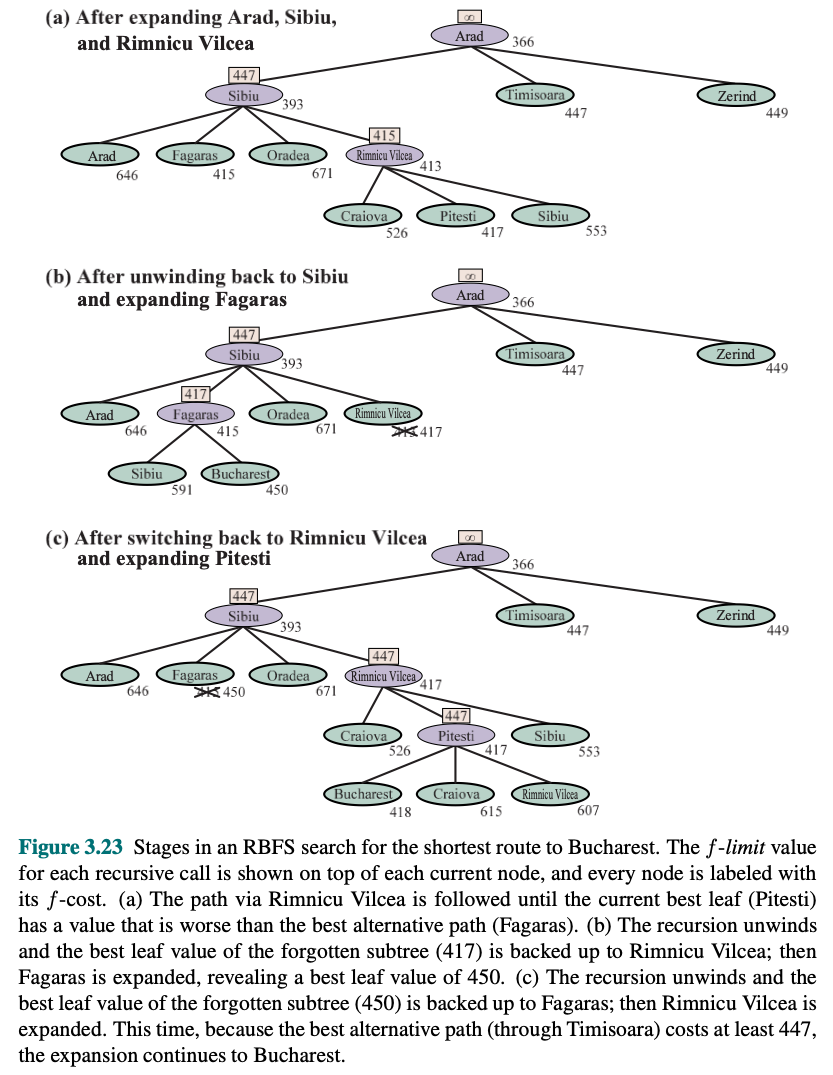 (a) After expanding Arad, Sibiu,
and Rimnicu Vilcea
∞
Arad
366
447
Sibiu
393
Timisoara
447
Zerind
449
Arad
646
Fagaras
415
Oradea
671
415
Rimnicu Vilcea
413
Craiova
526
Pitesti
417
Sibiu
553
(b) After unwinding back to Sibiu
and expanding Fagaras
∞
Arad
366
447
Sibiu
393
Timisoara
447
Zerind
449
Arad
646
417
Fagaras
415
Oradea
671
Rimnicu Vilcea
413 417
Sibiu
591
Bucharest
450
(c) After switching back to Rimnicu Vilcea
and expanding Pitesti
∞
Arad
366
447
Sibiu
393
Timisoara
447
Zerind
449
Arad
646
Fagaras
415 450
Oradea
671
447
Rimnicu Vilcea
417
Craiova
526
447
Pitesti
417
Sibiu
553
Bucharest
418
Craiova
615
Rimnicu Vilcea
607
Figure 3.23 Stages in an RBFS search for the shortest route to Bucharest. The f-limit value
for each recursive call is shown on top of each current node, and every node is labeled with
its f-cost. (a) The path via Rimnicu Vilcea is followed until the current best leaf (Pitesti)
has a value that is worse than the best alternative path (Fagaras). (b) The recursion unwinds
and the best leaf value of the forgotten subtree (417) is backed up to Rimnicu Vilcea; then
Fagaras is expanded, revealing a best leaf value of 450. (c) The recursion unwinds and the
best leaf value of the forgotten subtree (450) is backed up to Fagaras; then Rimnicu Vilcea is
expanded. This time, because the best alternative path (through Timisoara) costs at least 447,
the expansion continues to Bucharest.